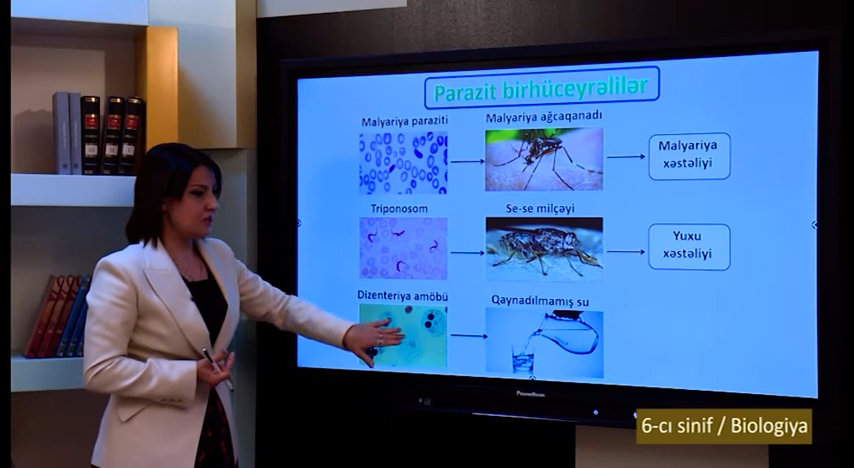 Parazit birhüceyrəlilər
Malyariya paraziti
Malyariya ağcaqanadı
Malyariya
xəstəliyi
Triponosom
Se-se milçəyi
Yuxu
xəstəliyi
Dizenteriya amöbü
Qaynadılmamış su
Promethean
6-cı sinif / Biologiya